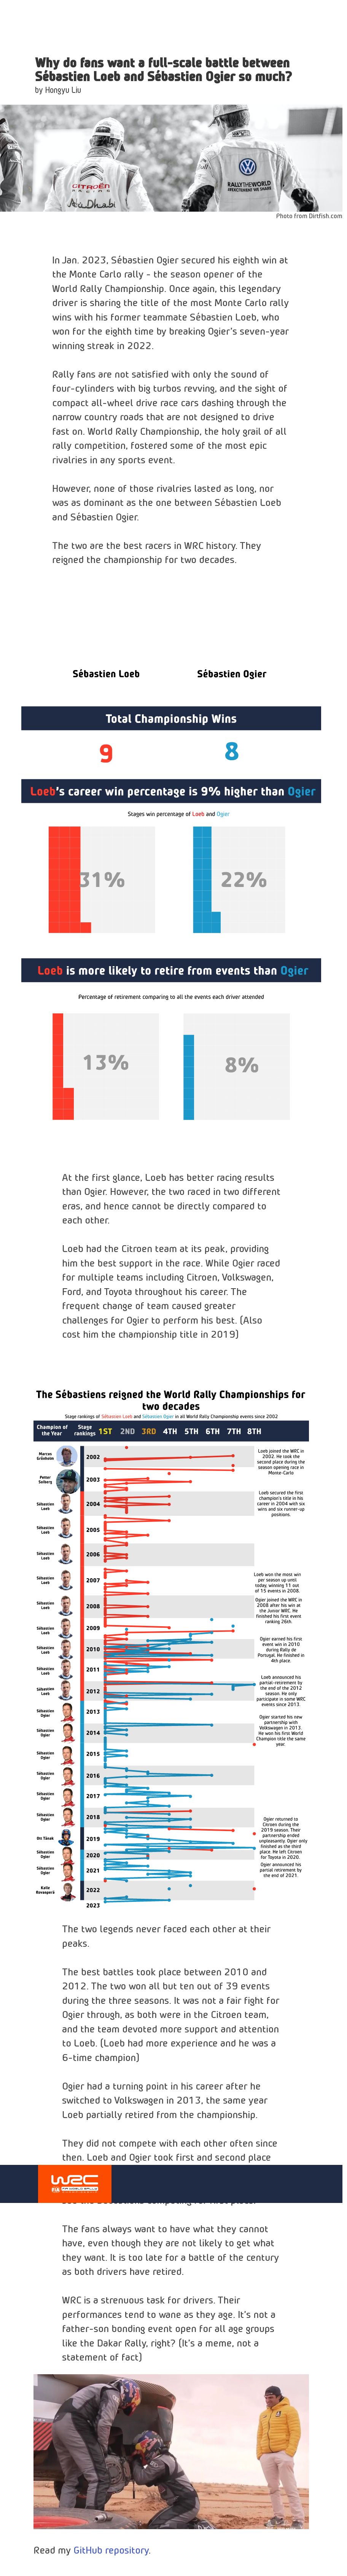 Why do fans want a full-scale battle between
Sébastien Loeb and Sébastien Ogier so much?
by Hongyu Liu
CITROËN
RACING
Abu Dhabi
RALLYTHEWORLD
Photo from Dirtfish.com
In Jan. 2023, Sébastien Ogier secured his eighth win at
the Monte Carlo rally - the season opener of the
World Rally Championship. Once again, this legendary
driver is sharing the title of the most Monte Carlo rally
wins with his former teammate Sébastien Loeb, who
won for the eighth time by breaking Ogier's seven-year
winning streak in 2022.
Rally fans are not satisfied with only the sound of
four-cylinders with big turbos revving, and the sight of
compact all-wheel drive race cars dashing through the
narrow country roads that are not designed to drive
fast on. World Rally Championship, the holy grail of all
rally competition, fostered some of the most epic
rivalries in any sports event.
However, none of those rivalries lasted as long, nor
was as dominant as the one between Sébastien Loeb
and Sébastien Ogier.
The two are the best racers in WRC history. They
reigned the championship for two decades.
Sébastien Loeb
Sébastien Ogier
Total Championship Wins
9
8
Loeb's career win percentage is 9% higher than Ogier
Stages win percentage of Loeb and Ogier
31%
22%
Loeb is more likely to retire from events than Ogier
Percentage of retirement comparing to all the events each driver attended
13%
8%
At the first glance, Loeb has better racing results
than Ogier. However, the two raced in two different
eras, and hence cannot be directly compared to
each other.
Loeb had the Citroen team at its peak, providing
him the best support in the race. While Ogier raced
for multiple teams including Citroen, Volkswagen,
Ford, and Toyota throughout his career. The
frequent change of team caused greater
challenges for Ogier to perform his best. (Also
cost him the championship title in 2019)
The Sébastiens reigned the World Rally Championships for
two decades
Stage rankings of Sébastien Loeb and Sébastien Ogier in all World Rally Championship events since 2002
Champion of
the Year
Stage
rankings
1ST 2ND 3RD 4TH 5TH 6TH 7TH 8TH
Marcus
Grönholm
2002
Loeb joined the WRC in
2002. He took the
second place during the
season opening race in
Monte-Carlo
Petter
Solberg
2003
Sébastien
Loeb
2004
Loeb secured the first
champion's title in his
career in 2004 with six
wins and six runner-up
positions.
Sébastien
Loeb
2005
Sébastien
Loeb
2006
Sébastien
Loeb
2007
Loeb won the most win
per season up until
today, winning 11 out
of 15 events in 2008.
Sébastien
Loeb
2008
Ogier joined the WRC in
2008 after his win at
the Junior WRC. He
finished his first event
ranking 26th.
Sébastien
Loeb
2009
Sébastien
Loeb
2010
Ogier earned his first
event win in 2010
during Rally de
Portugal. He finished in
4th place.
Sébastien
Loeb
2011
Sébastien
Loeb
2012
Loeb announced his
partial-retirement by
the end of the 2012
season. He only
participate in some WRC
events since 2013.
Sébastien
Ogier
2013
Ogier started his new
partnership with
Volkswagen in 2013.
He won his first World
Champion title the same
year.
Sébastien
Ogier
2014
Sébastien
Ogier
2015
Sébastien
Ogier
2016
Sébastien
Ogier
2017
Sébastien
Ogier
2018
Ogier returned to
Citroen during the
2019 season. Their
partnership ended
unpleasantly. Ogier only
finished as the third
place. He left Citroen
for Toyota in 2020.
Ott Tänak
2019
Sébastien
Ogier
2020
Sébastien
Ogier
2021
Ogier announced his
partial retirement by
the end of 2021.
Kalle
Rovanperä
2022
2023
The two legends never faced each other at their
peaks.
The best battles took place between 2010 and
2012. The two won all but ten out of 39 events
during the three seasons. It was not a fair fight for
Ogier through, as both were in the Citroen team,
and the team devoted more support and attention
to Loeb. (Loeb had more experience and he was a
6-time champion)
Ogier had a turning point in his career after he
switched to Volkswagen in 2013, the same year
Loeb partially retired from the championship.
They did not compete with each other often since
then. Loeb and Ogier took first and second place
WRC
FIA WORLD RALLY
The fans always want to have what they cannot
have, even though they are not likely to get what
they want. It is too late for a battle of the century
as both drivers have retired.
WRC is a strenuous task for drivers. Their
performances tend to wane as they age. It's not a
father-son bonding event open for all age groups
like the Dakar Rally, right? (It's a meme, not a
statement of fact)
Read my GitHub repository.